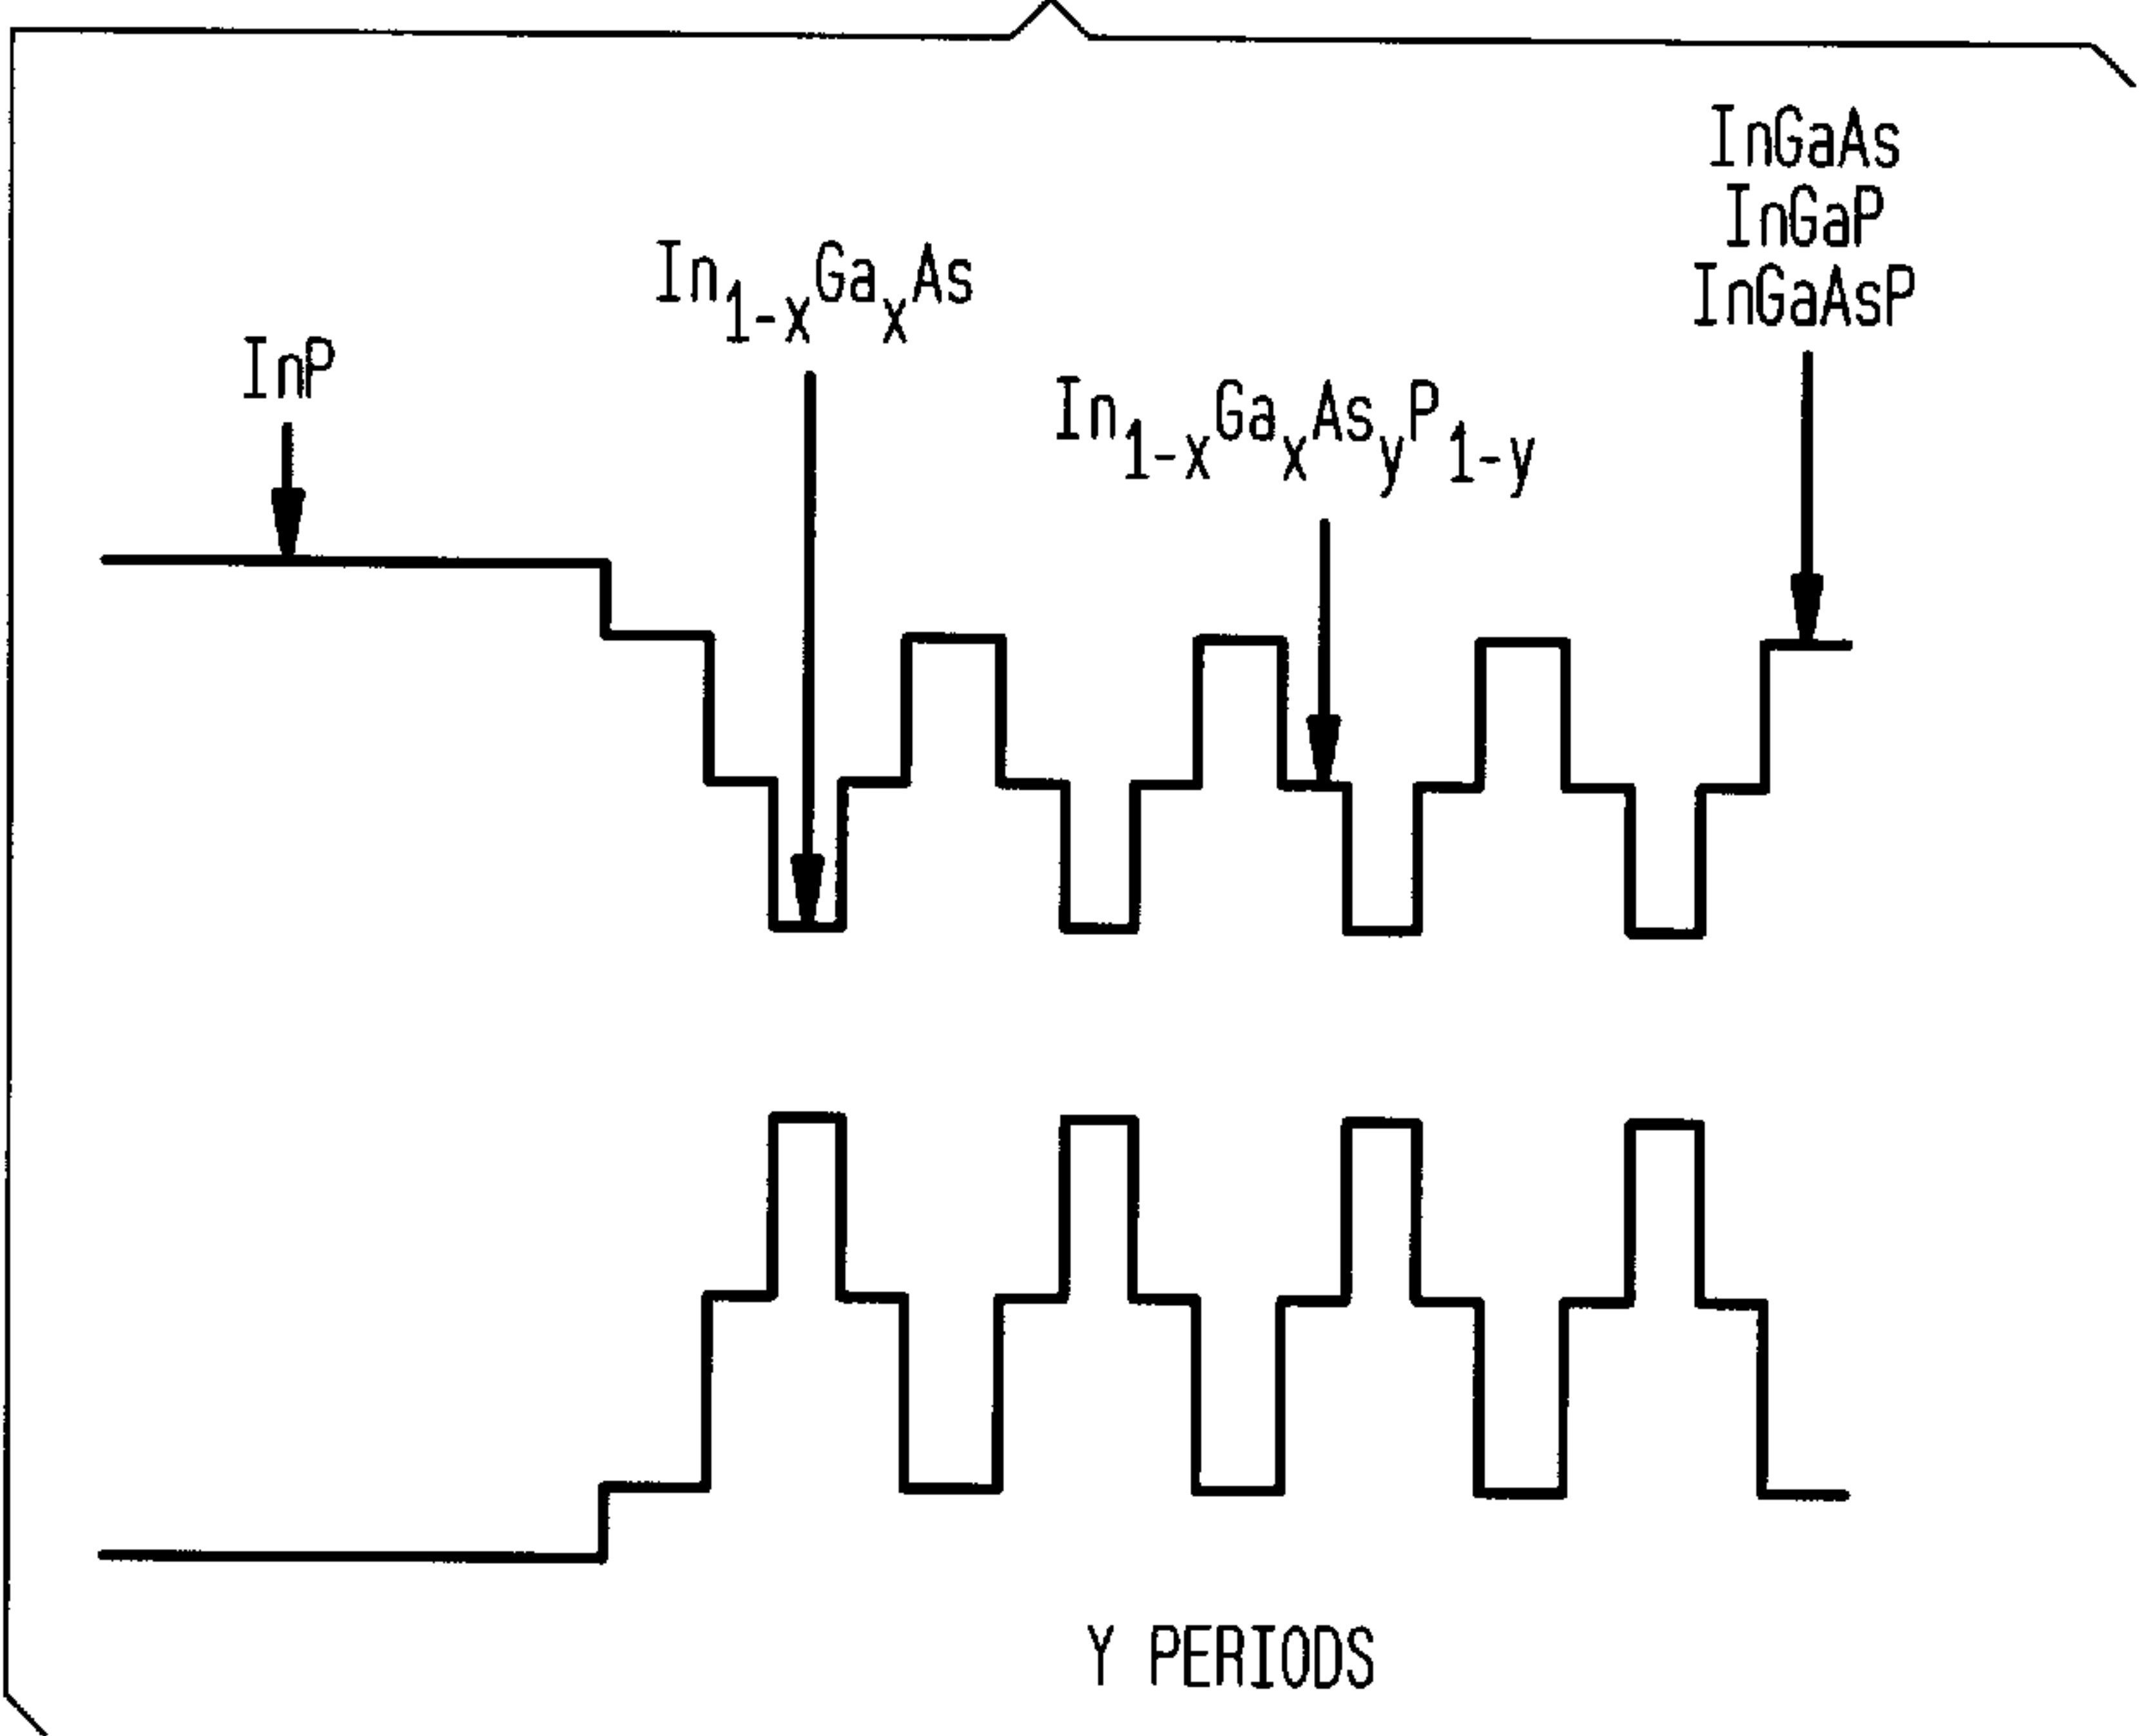 InGaAs
InGaP
InGaAsP
In1-xGaxAs
InP
In1-xGaxAsyP1-y
Y PERIODS